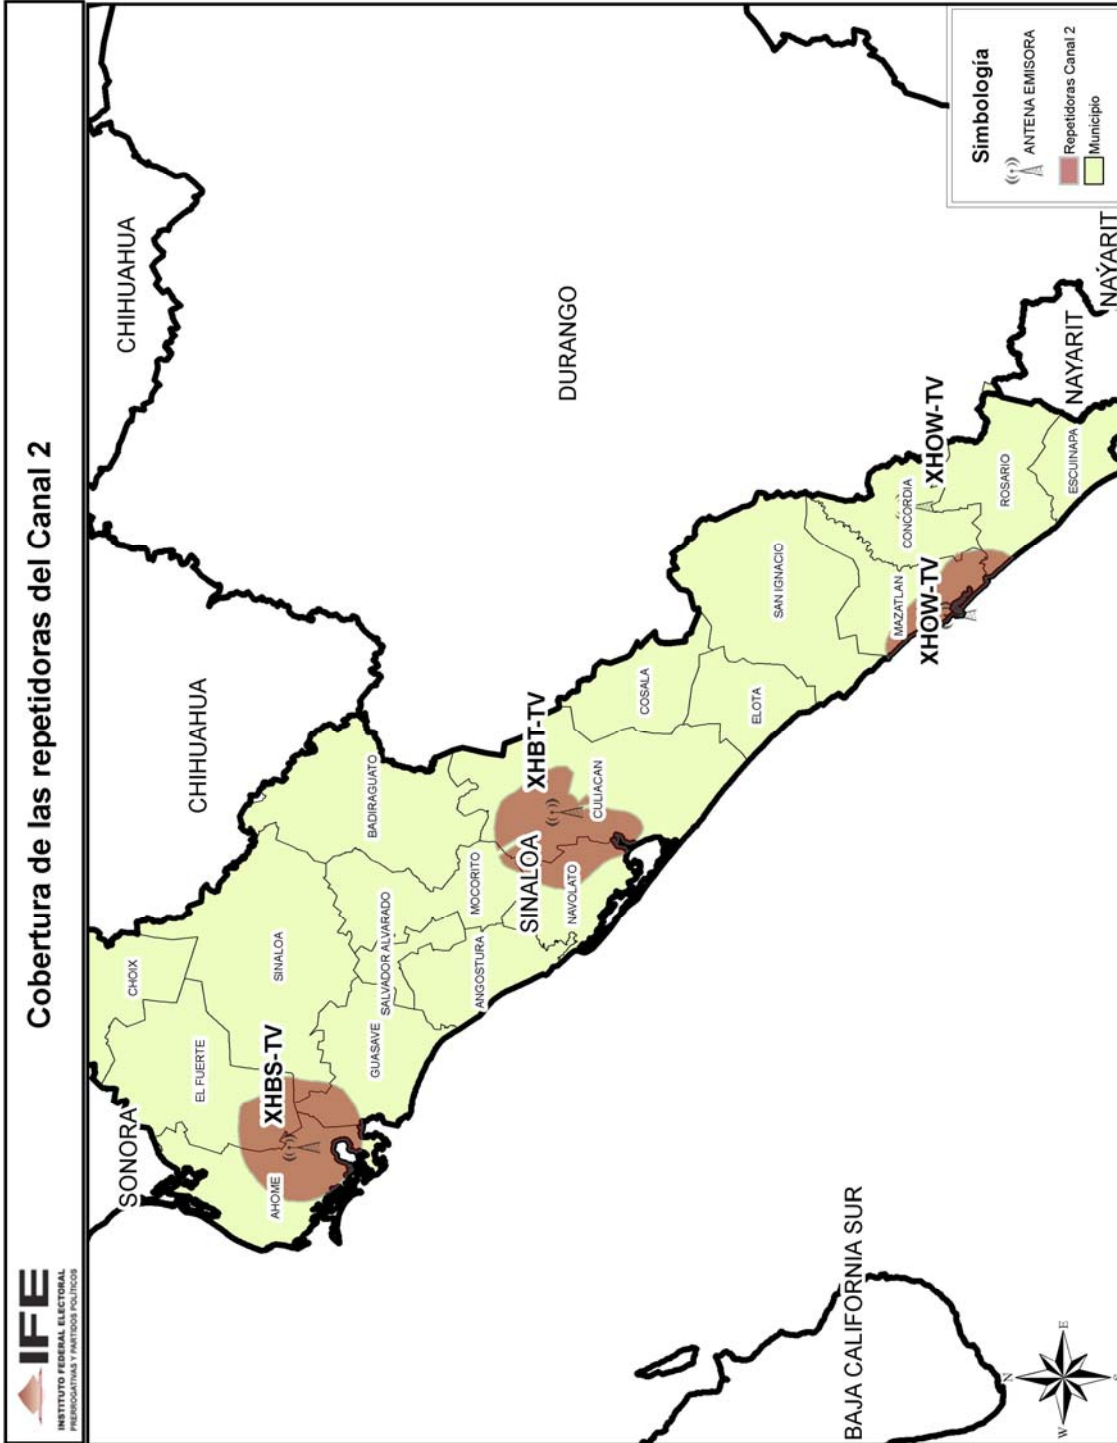 IFE
INSTITUTO FEDERAL ELECTORAL
PRERROGATIVAS Y PARTIDOS POLÍTICOS
Cobertura de las repetidoras del Canal 2
SONORA
CHIHUAHUA
CHIHUAHUA
CHOIX
EL FUERTE
XHBS-TV
AHOME
SINALOA
GUASAVE
SALVADOR ALVARADO
BADIRAGUATO
ANGOSTURA
MOCORITO
SINALOA
XHBT-TV
NAVOLATO
CULIACAN
DURANGO
COSALA
ELOTA
SAN IGNACIO
MAZATLAN
XHOW-TV
CONCORDIA
XHOW-TV
ROSARIO
ESCUINAPA
NAYARIT
NAYARIT
BAJA CALIFORNIA SUR
N
W
E
S
Simbología
ANTENA EMISORA
Repetidoras Canal 2
Municipio